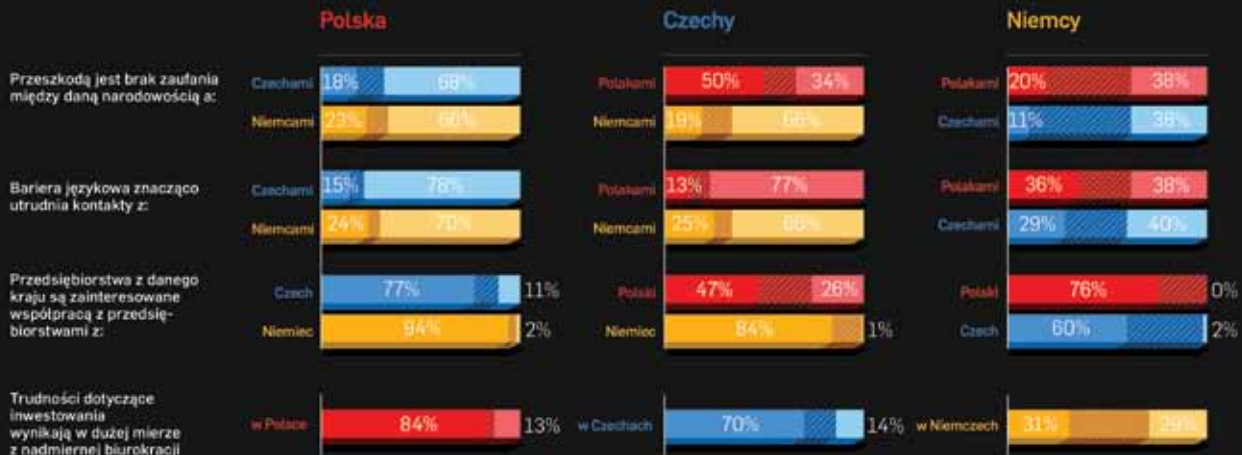 Polska Czechy Niemcy
Przeszkodą jest brak zaufania
między daną narodowością a:
Czechami 18% 68% Polakami 50% 34% Polakami 20% 38%
Niemcami 23% 66% Niemcami 19% 66% Czechami 11% 38%
Bariera językowa znacząco
utrudnia kontakty z:
Czechami 15% 78% Polakami 13% 77% Polakami 36% 38%
Niemcami 24% 70% Niemcami 25% 66% Czechami 29% 40%
Przedsiębiorstwa z danego
kraju są zainteresowane
współpracą z przedsię-
biorstwami z:
Czech 77% 11% Polski 47% 26% Polski 76% 0%
Niemiec 94% 2% Niemiec 84% 1% Czech 60% 2%
Trudności dotyczące
inwestowania
wynikają w dużej mierze
z nadmiernej biurokracji
w Polsce 84% 13% w Czechach 70% 14% w Niemczech 31% 29%